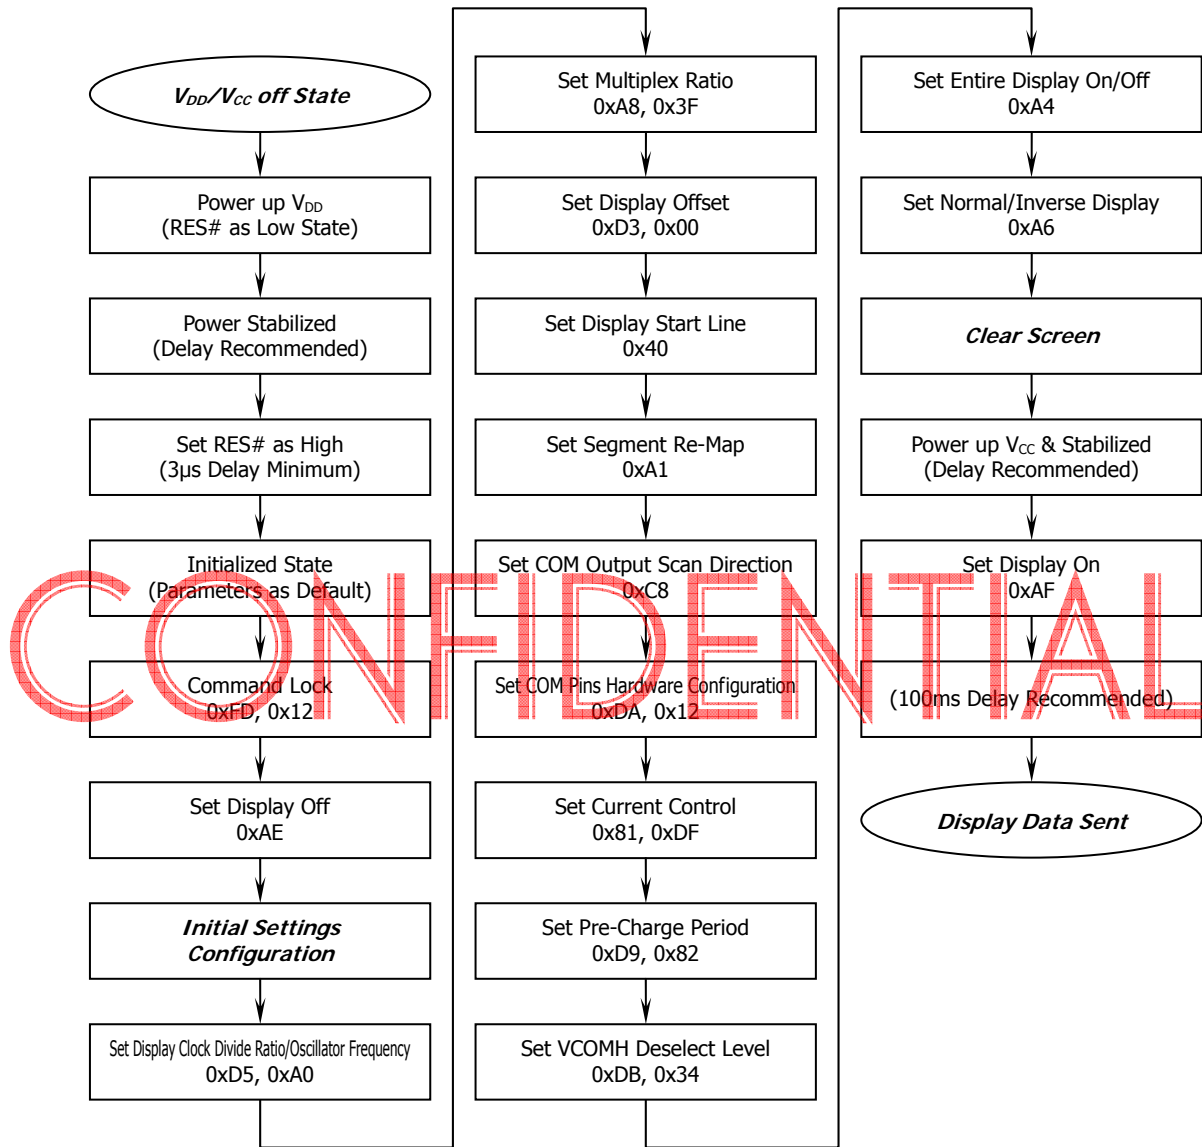 VDD/VCC off State
Power up VDD
(RES# as Low State)
Power Stabilized
(Delay Recommended)
Set RES# as High
(3µs Delay Minimum)
Initialized State
(Parameters as Default)
Command Lock
0xFD, 0x12
Set Display Off
0xAE
Initial Settings
Configuration
Set Display Clock Divide Ratio/Oscillator Frequency
0xD5, 0xA0
Set Multiplex Ratio
0xA8, 0x3F
Set Display Offset
0xD3, 0x00
Set Display Start Line
0x40
Set Segment Re-Map
0xA1
Set COM Output Scan Direction
0xC8
Set COM Pins Hardware Configuration
0xDA, 0x12
Set Current Control
0x81, 0xDF
Set Pre-Charge Period
0xD9, 0x82
Set VCOMH Deselect Level
0xDB, 0x34
Set Entire Display On/Off
0xA4
Set Normal/Inverse Display
0xA6
Clear Screen
Power up VCC & Stabilized
(Delay Recommended)
Set Display On
0xAF
(100ms Delay Recommended)
Display Data Sent
CONFIDENTIAL